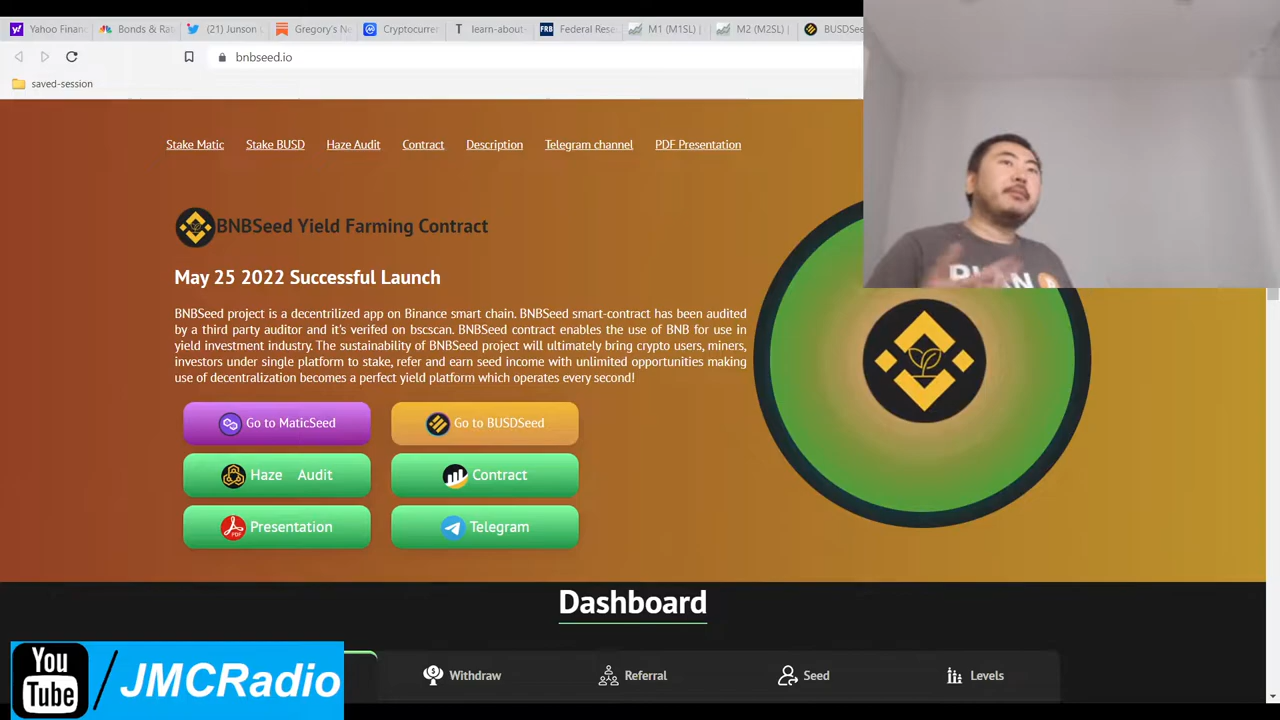 Yahoo Finan
Bonds & Rat
(21) Junson
Gregory's Ne
Cryptocurre
learn-about-
FRB
Federal Rese
M1 (M1SL) |
M2 (M2SL) |
BUSDSee
bnbseed.io
saved-session
Stake Matic
Stake BUSD
Haze Audit
Contract
Description
Telegram channel
PDF Presentation
BNBSeed Yield Farming Contract
May 25 2022 Successful Launch
BNBSeed project is a decentrilized app on Binance smart chain. BNBSeed smart-contract has been audited
by a third party auditor and it's verifed on bscscan. BNBSeed contract enables the use of BNB for use in
yield investment industry. The sustainability of BNBSeed project will ultimately bring crypto users, miners,
investors under single platform to stake, refer and earn seed income with unlimited opportunities making
use of decentralization becomes a perfect yield platform which operates every second!
Go to MaticSeed
Go to BUSDSeed
Haze Audit
Contract
PDF
Presentation
Telegram
PLAN
Dashboard
Withdraw
Referral
Seed
Levels
You
Tube
/JMCRadio